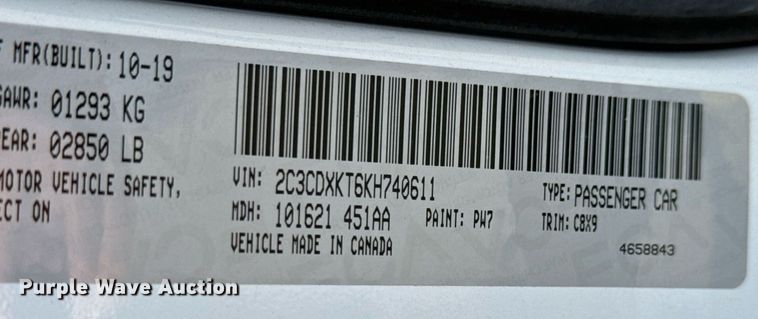 MFR(BUILT): 10-19
GAWR: 01293 KG
REAR: 02850 LB
MOTOR VEHICLE SAFETY,
ECT ON
VIN: 2C3CDXKT6KH740611
TYPE: PASSENGER CAR
MDH: 101621 451AA PAINT: PW7 TRIM: C8X9
VEHICLE MADE IN CANADA
4658843
Purple Wave Auction